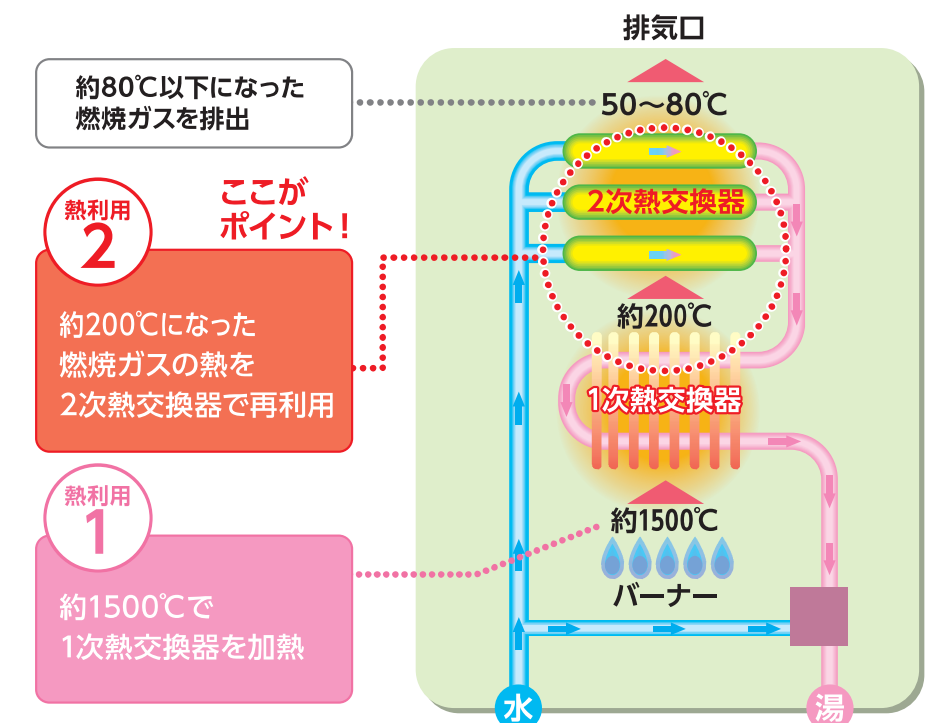 排気口
約80℃以下になった
燃焼ガスを排出
50〜80℃
熱利用
2
ここが
ポイント!
2次熱交換器
約200℃になった
燃焼ガスの熱を
2次熱交換器で再利用
約200℃
1次熱交換器
熱利用
1
約1500℃で
1次熱交換器を加熱
約1500℃
バーナー
水
湯